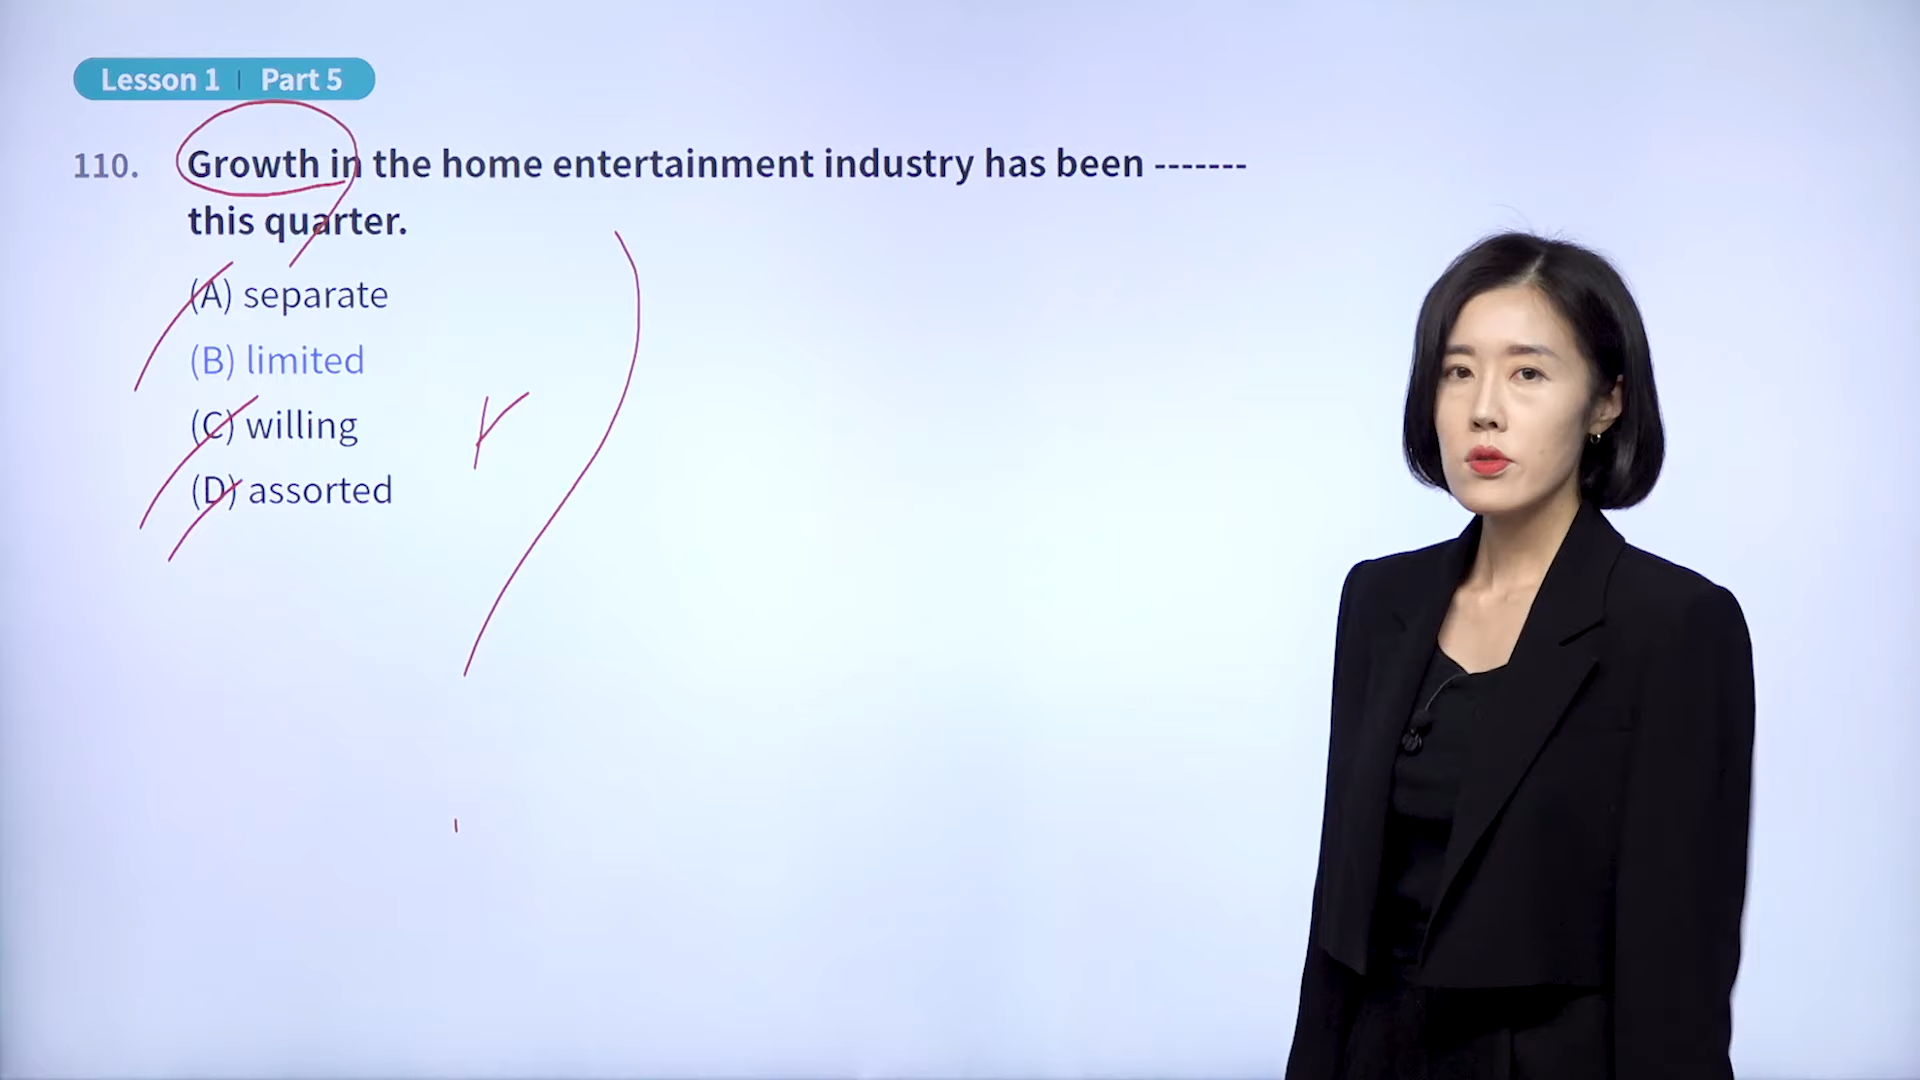 Lesson 1 | Part 5
110. Growth in the home entertainment industry has been -------
this quarter.
(A) separate
(B) limited
(C) willing
(D) assorted